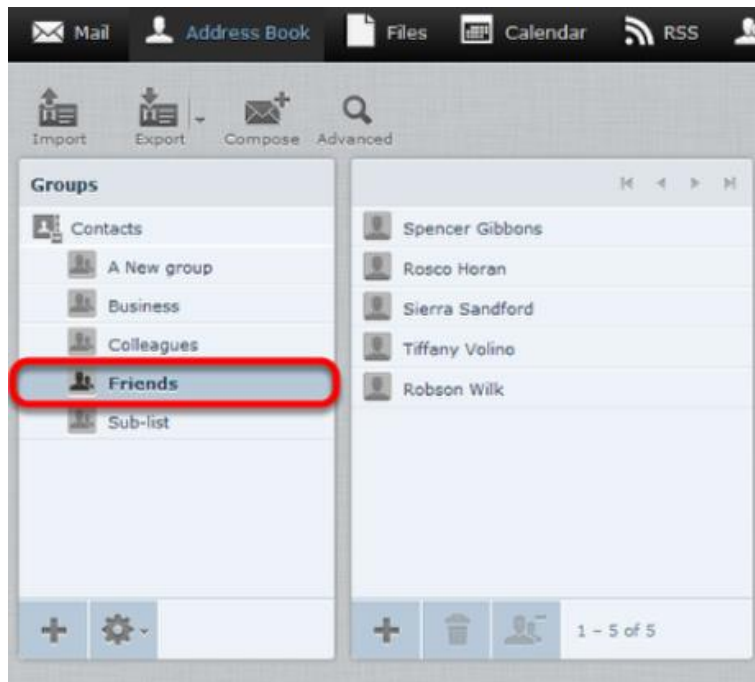 Mail Address Book Files Calendar RSS
Import Export Compose Advanced
Groups
Contacts
A New group
Business
Colleagues
Friends
Sub-list
Spencer Gibbons
Rosco Horan
Sierra Sandford
Tiffany Volino
Robson Wilk
1 – 5 of 5